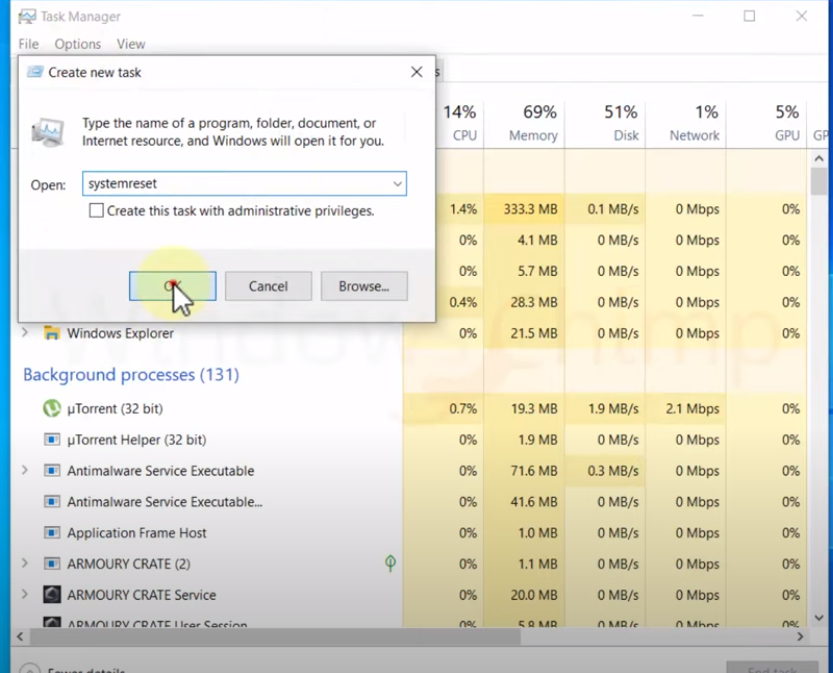 Task Manager
File Options View
Create new task
Type the name of a program, folder, document, or
Internet resource, and Windows will open it for you.
Open: systemreset
Create this task with administrative privileges.
OK Cancel Browse...
14% 69% 51% 1% 5%
CPU Memory Disk Network GPU GP
1.4% 333.3 MB 0.1 MB/s 0 Mbps 0%
0% 4.1 MB 0 MB/s 0 Mbps 0%
0% 5.7 MB 0 MB/s 0 Mbps 0%
0.4% 28.3 MB 0 MB/s 0 Mbps 0%
Windows Explorer 0% 21.5 MB 0 MB/s 0 Mbps 0%
Background processes (131)
µTorrent (32 bit) 0.7% 19.3 MB 1.9 MB/s 2.1 Mbps 0%
µTorrent Helper (32 bit) 0% 1.9 MB 0 MB/s 0 Mbps 0%
Antimalware Service Executable 0% 71.6 MB 0.3 MB/s 0 Mbps 0%
Antimalware Service Executable... 0% 41.6 MB 0 MB/s 0 Mbps 0%
Application Frame Host 0% 1.0 MB 0 MB/s 0 Mbps 0%
ARMOURY CRATE (2) 0% 1.1 MB 0 MB/s 0 Mbps 0%
ARMOURY CRATE Service 0% 20.0 MB 0 MB/s 0 Mbps 0%
ARMOURY CRATE User Session 0% 5.8 MB 0 MB/s 0 Mbps 0%
Fewer details End task